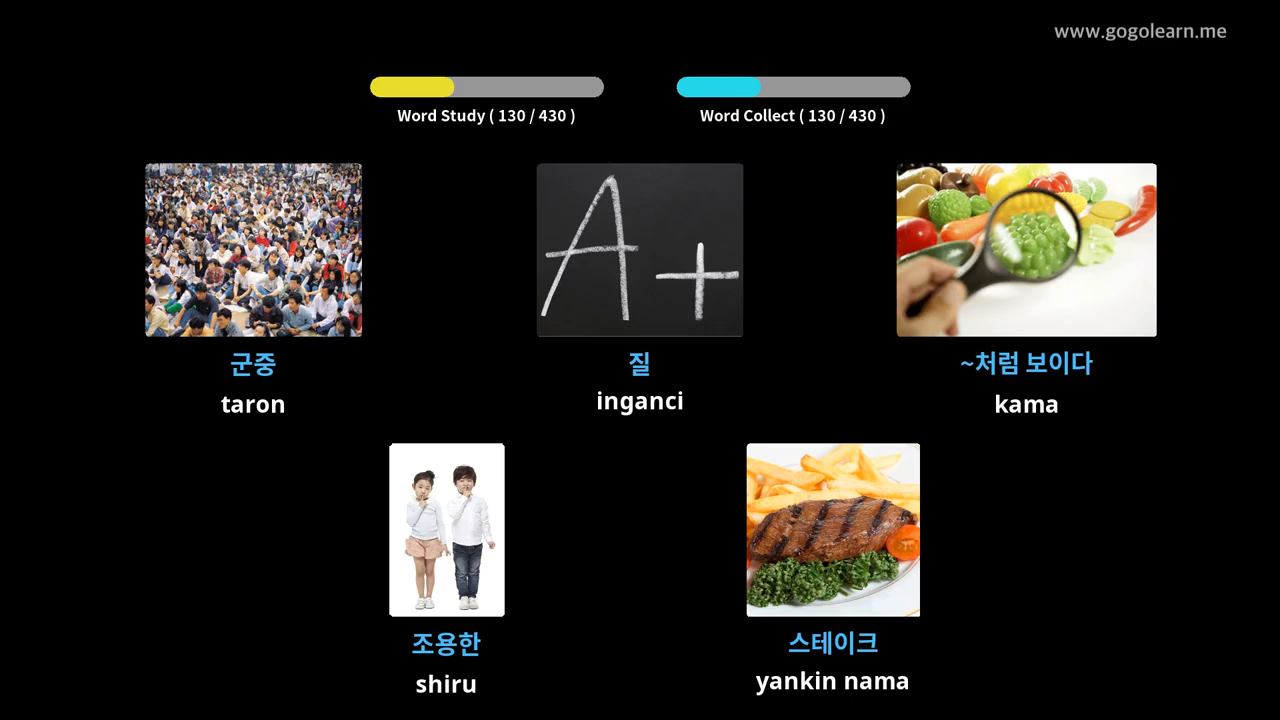 www.gogolearn.me
Word Study ( 130 / 430 )
Word Collect ( 130 / 430 )
A+
군중
taron
질
inganci
~처럼 보이다
kama
조용한
shiru
스테이크
yankin nama